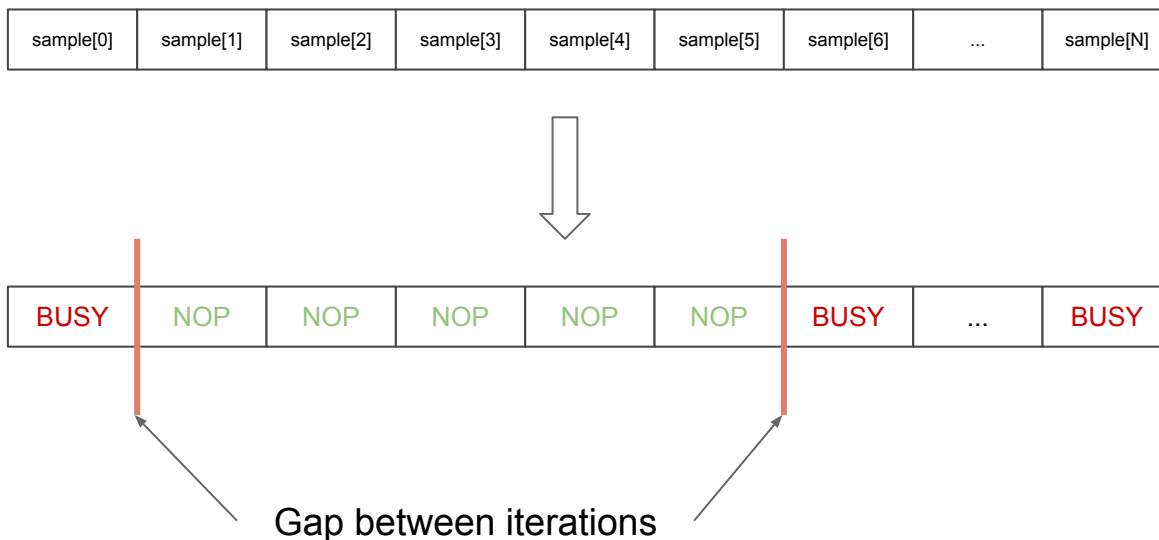 sample[0] sample[1] sample[2] sample[3] sample[4] sample[5] sample[6] ... sample[N]
BUSY NOP NOP NOP NOP NOP BUSY ... BUSY
Gap between iterations